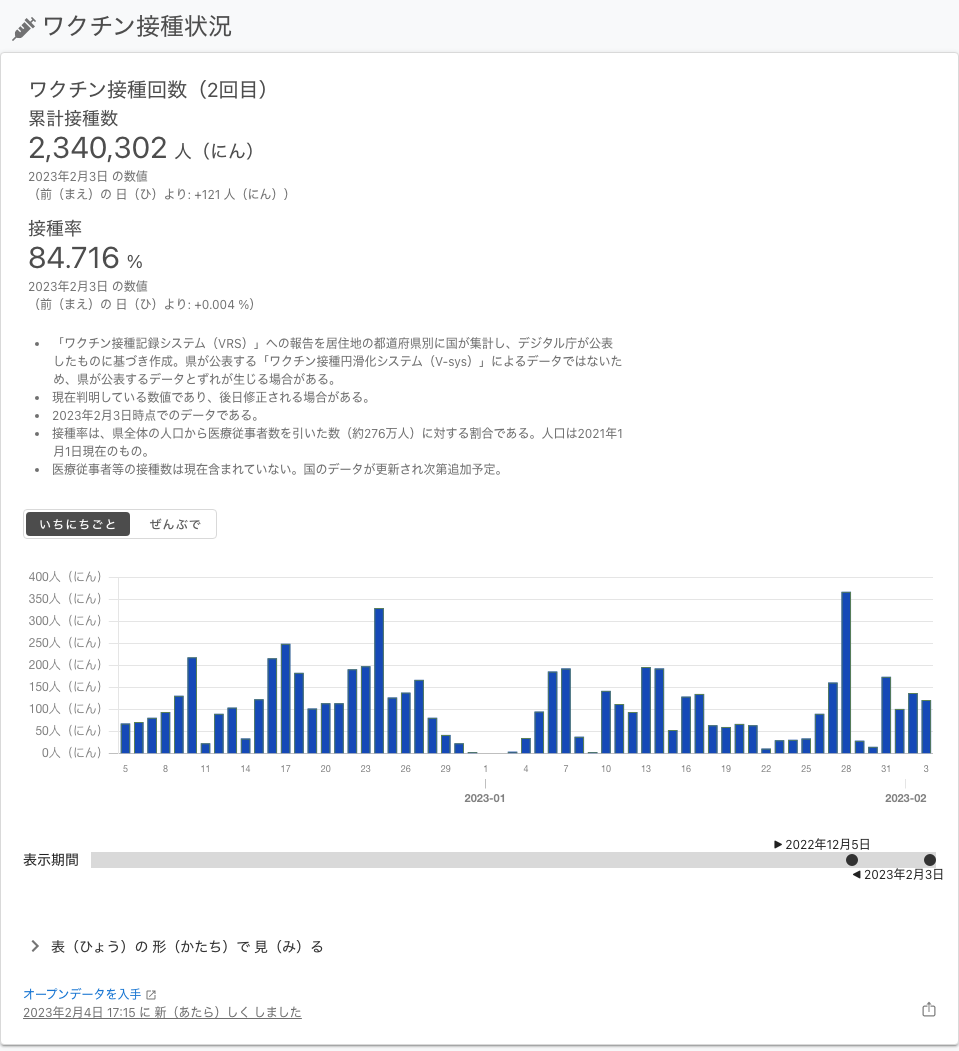 ワクチン接種状況
ワクチン接種回数（2回目）
累計接種数
2,340,302 人（にん）
2023年2月3日 の数値
（前（まえ）の 日（ひ）より: +121 人（にん））
接種率
84.716 %
2023年2月3日 の数値
（前（まえ）の 日（ひ）より: +0.004 %）
• 「ワクチン接種記録システム（VRS）」への報告を居住地の都道府県別に国が集計し、デジタル庁が公表
したものに基づき作成。県が公表する「ワクチン接種円滑化システム（V-sys）」によるデータではないた
め、県が公表するデータとずれが生じる場合がある。
• 現在判明している数値であり、後日修正される場合がある。
• 2023年2月3日時点でのデータである。
• 接種率は、県全体の人口から医療従事者数を引いた数（約276万人）に対する割合である。人口は2021年1
月1日現在のもの。
• 医療従事者等の接種数は現在含まれていない。国のデータが更新され次第追加予定。
いちにちごと ぜんぶで
400人（にん）
350人（にん）
300人（にん）
250人（にん）
200人（にん）
150人（にん）
100人（にん）
50人（にん）
0人（にん）
5 8 11 14 17 20 23 26 29 1 4 7 10 13 16 19 22 25 28 31 3
2023-01 2023-02
▶ 2022年12月5日
表示期間
◀ 2023年2月3日
表（ひょう）の 形（かたち）で 見（み）る
オープンデータを入手
2023年2月4日 17:15 に 新（あたら）しく しました